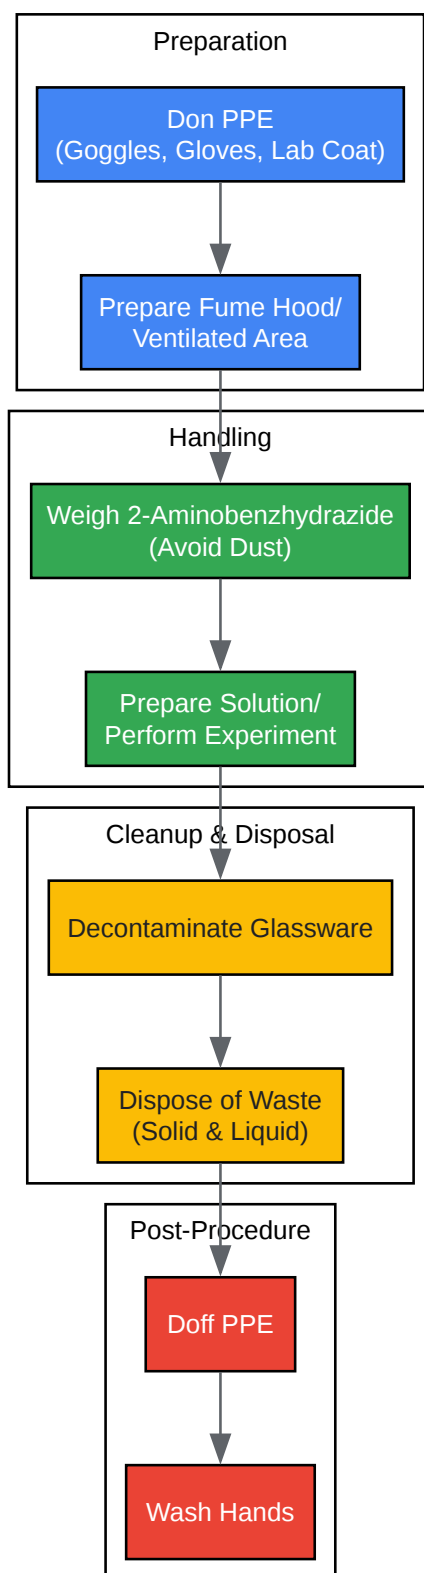 Preparation
Don PPE
(Goggles, Gloves, Lab Coat)
Prepare Fume Hood/
Ventilated Area
Handling
Weigh 2-Aminobenzhydrazide
(Avoid Dust)
Prepare Solution/
Perform Experiment
Cleanup & Disposal
Decontaminate Glassware
Dispose of Waste
(Solid & Liquid)
Post-Procedure
Doff PPE
Wash Hands